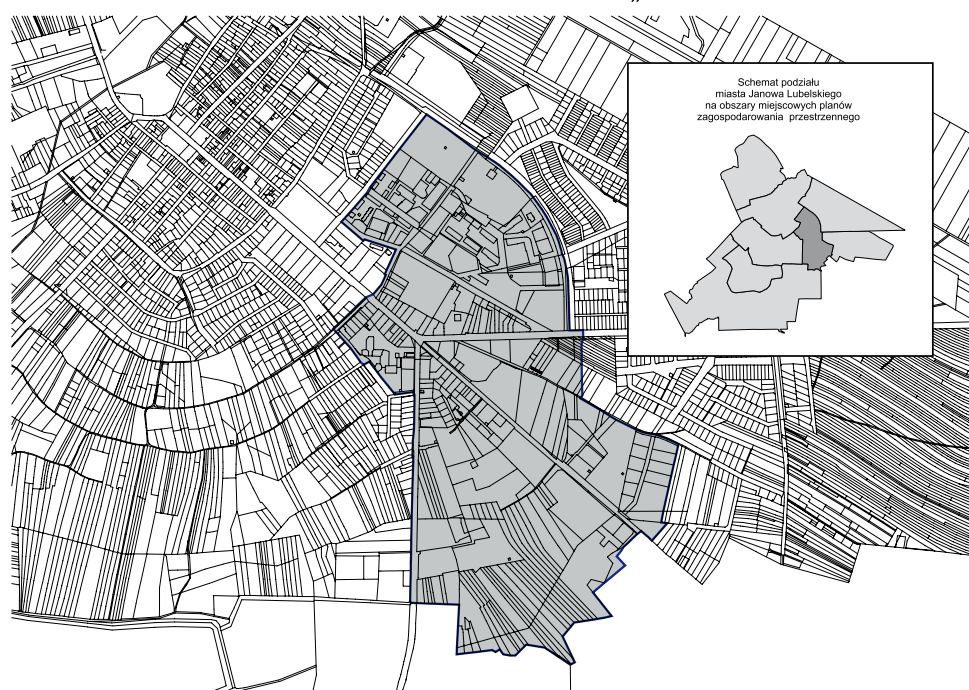 Schemat podziału
miasta Janowa Lubelskiego
na obszary miejscowych planów
zagospodarowania przestrzennego